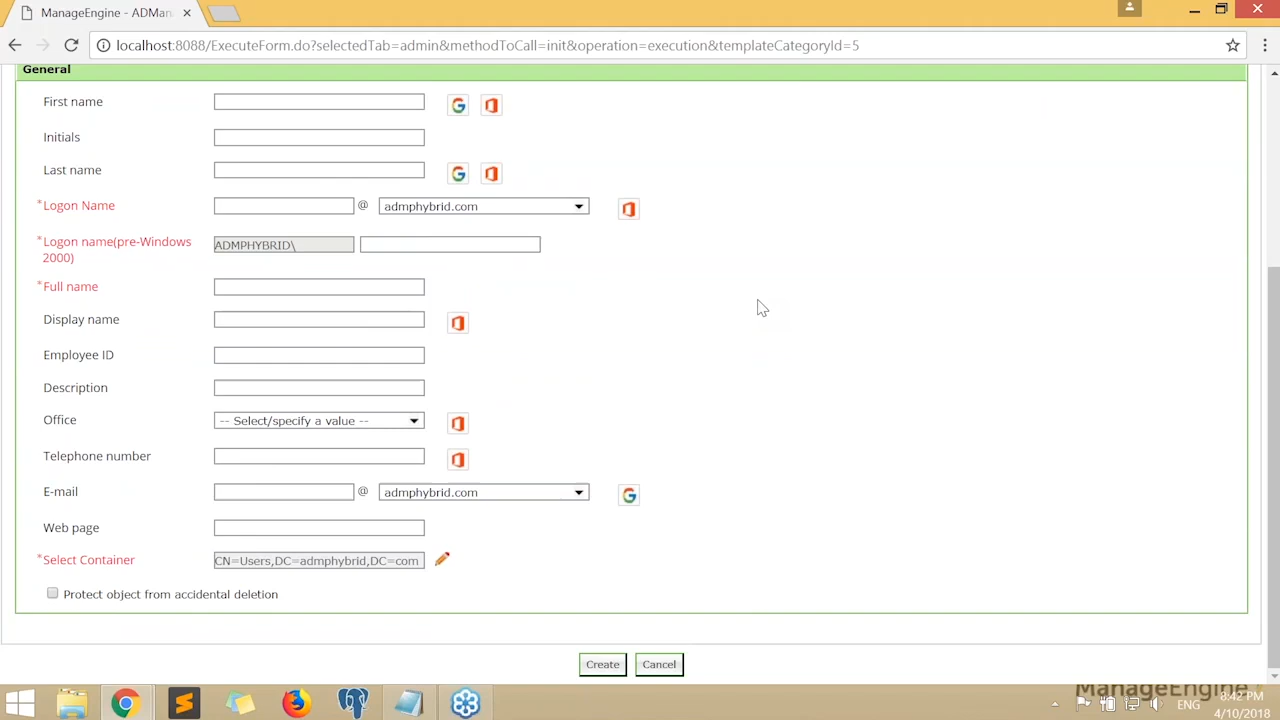 ManageEngine - ADMan
localhost:8088/ExecuteForm.do?selectedTab=admin&methodToCall=init&operation=execution&templateCategoryId=5
General
First name
Initials
Last name
*Logon Name @ admphybrid.com
*Logon name(pre-Windows 2000) ADMPHYBRID\
*Full name
Display name
Employee ID
Description
Office -- Select/specify a value --
Telephone number
E-mail @ admphybrid.com
Web page
*Select Container CN=Users,DC=admphybrid,DC=com
Protect object from accidental deletion
Create Cancel
ManageEngine
8:42 PM
ENG
4/10/2018